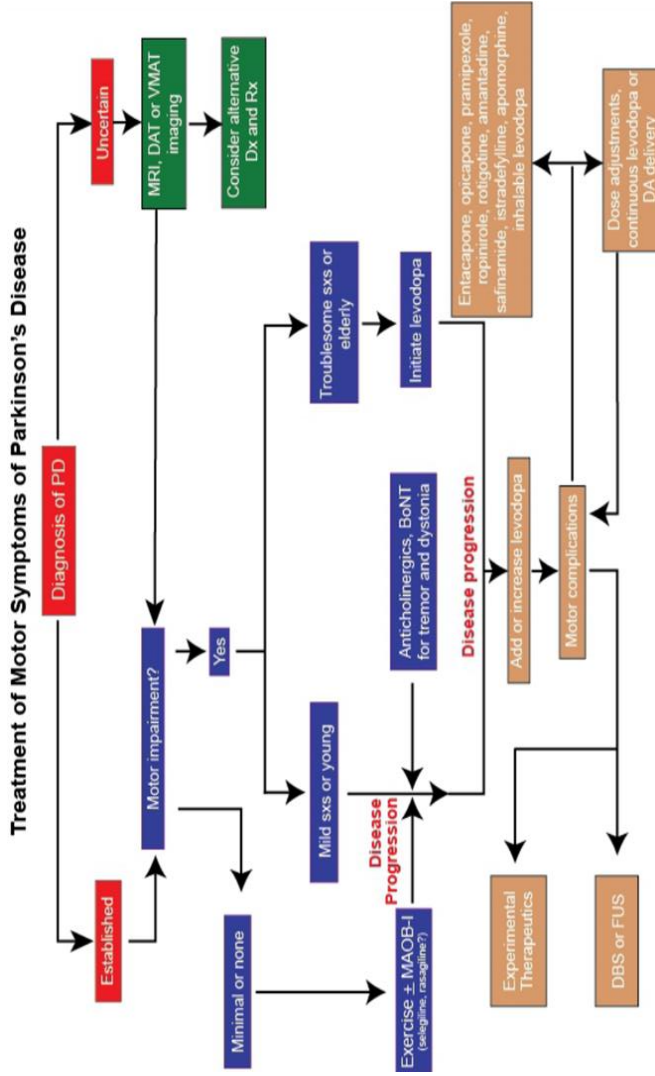 Treatment of Motor Symptoms of Parkinson's Disease
Diagnosis of PD
Established
Uncertain
Motor impairment?
MRI, DAT or VMAT
imaging
Minimal or none
Yes
Consider alternative
Dx and Rx
Mild sxs or young
Troublesome sxs or
elderly
Disease
Progression
Exercise ± MAOB-I
(selegiline, rasagiline?)
Anticholinergics, BoNT
for tremor and dystonia
Initiate levodopa
Disease progression
Add or increase levodopa
Entacapone, opicapone, pramipexole,
ropinirole, rotigotine, amantadine,
safinamide, istradefylline, apomorphine,
inhalable levodopa
Experimental
Therapeutics
Motor complications
DBS or FUS
Dose adjustments,
continuous levodopa or
DA delivery